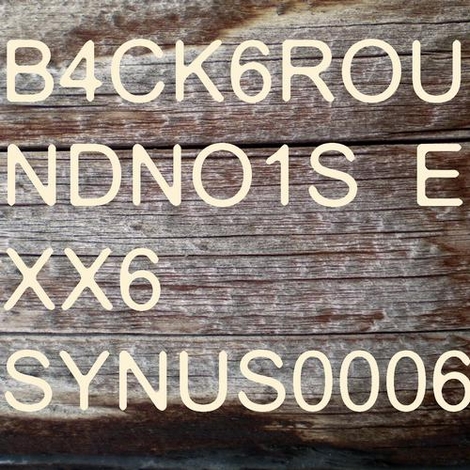 B4CK6ROU
NDNO1S E
XX6
SYNUS0006